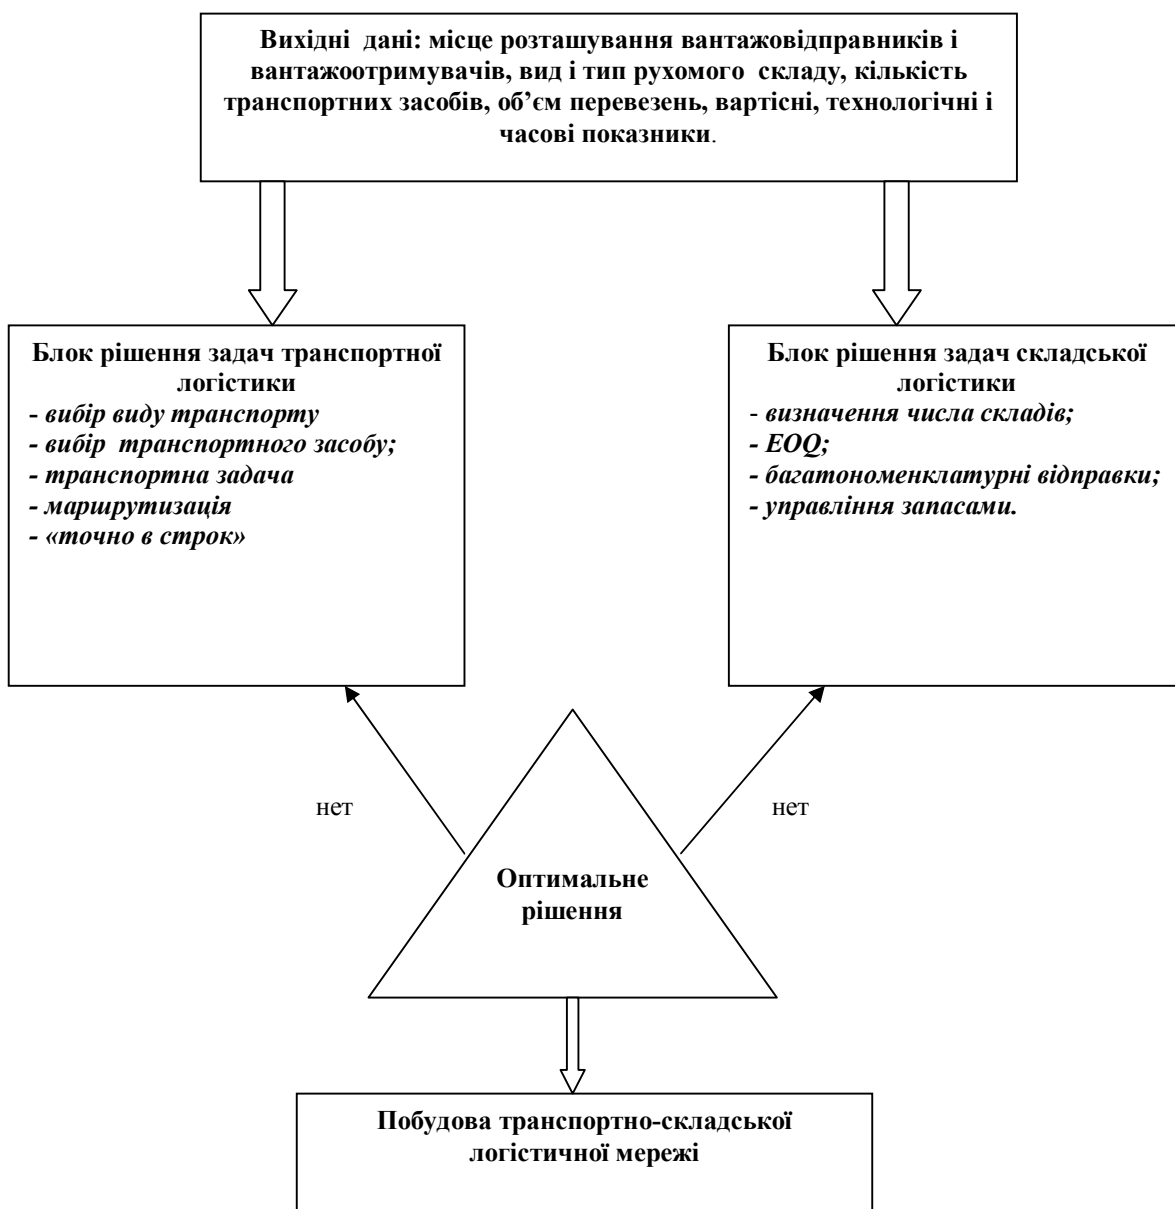 Вихідні дані: місце розташування вантажовідправників і
вантажоотримувачів, вид і тип рухомого складу, кількість
транспортних засобів, об’єм перевезень, вартісні, технологічні і
часові показники.
Блок рішення задач транспортної
логістики
- вибір виду транспорту
- вибір транспортного засобу;
- транспортна задача
- маршрутизація
- «точно в строк»
Блок рішення задач складської
логістики
- визначення числа складів;
- EOQ;
- багатономенклатурні відправки;
- управління запасами.
нет
нет
Оптимальне
рішення
Побудова транспортно-складської
логістичної мережі